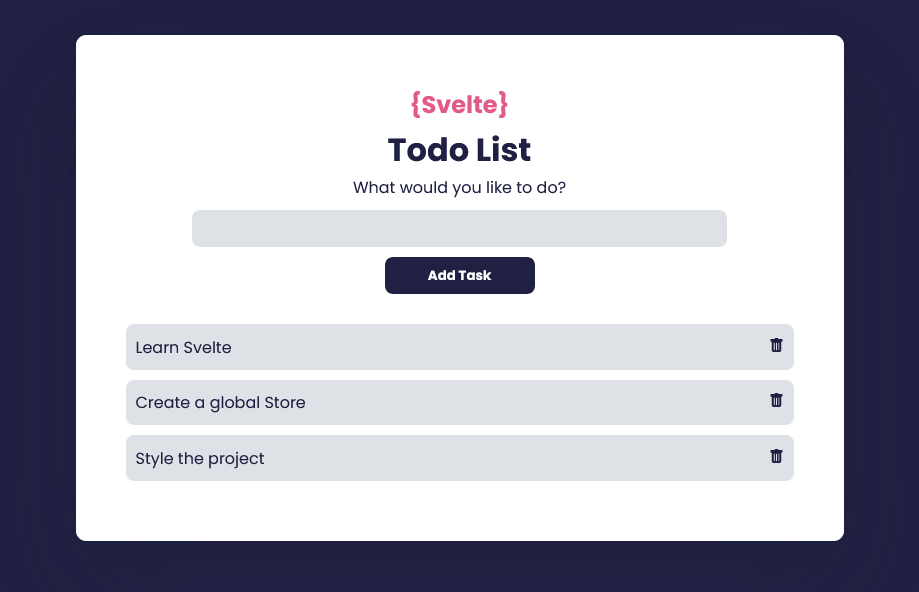 {Svelte}
Todo List
What would you like to do?
Add Task
Learn Svelte
Create a global Store
Style the project